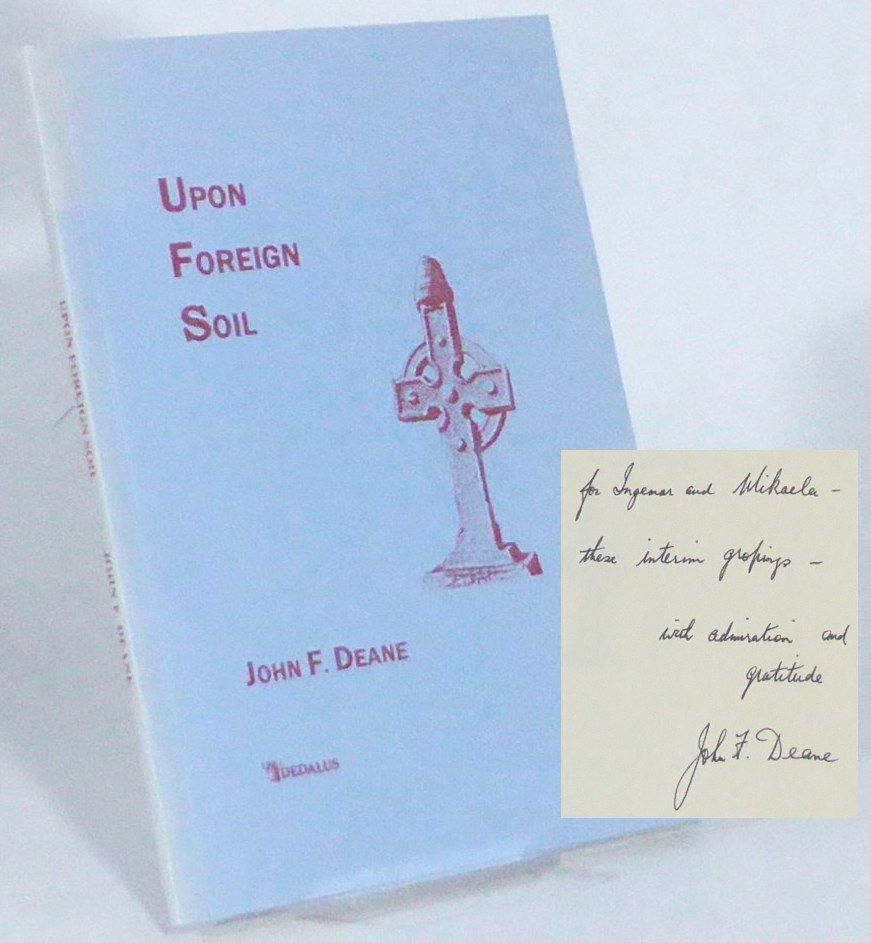 UPON
FOREIGN
SOIL
JOHN F. DEANE
DEDALUS
UPON FOREIGN SOIL
JOHN F. DEANE
for Ingemar and Mikaela –
these interim gropings –
with admiration and
gratitude
John F. Deane